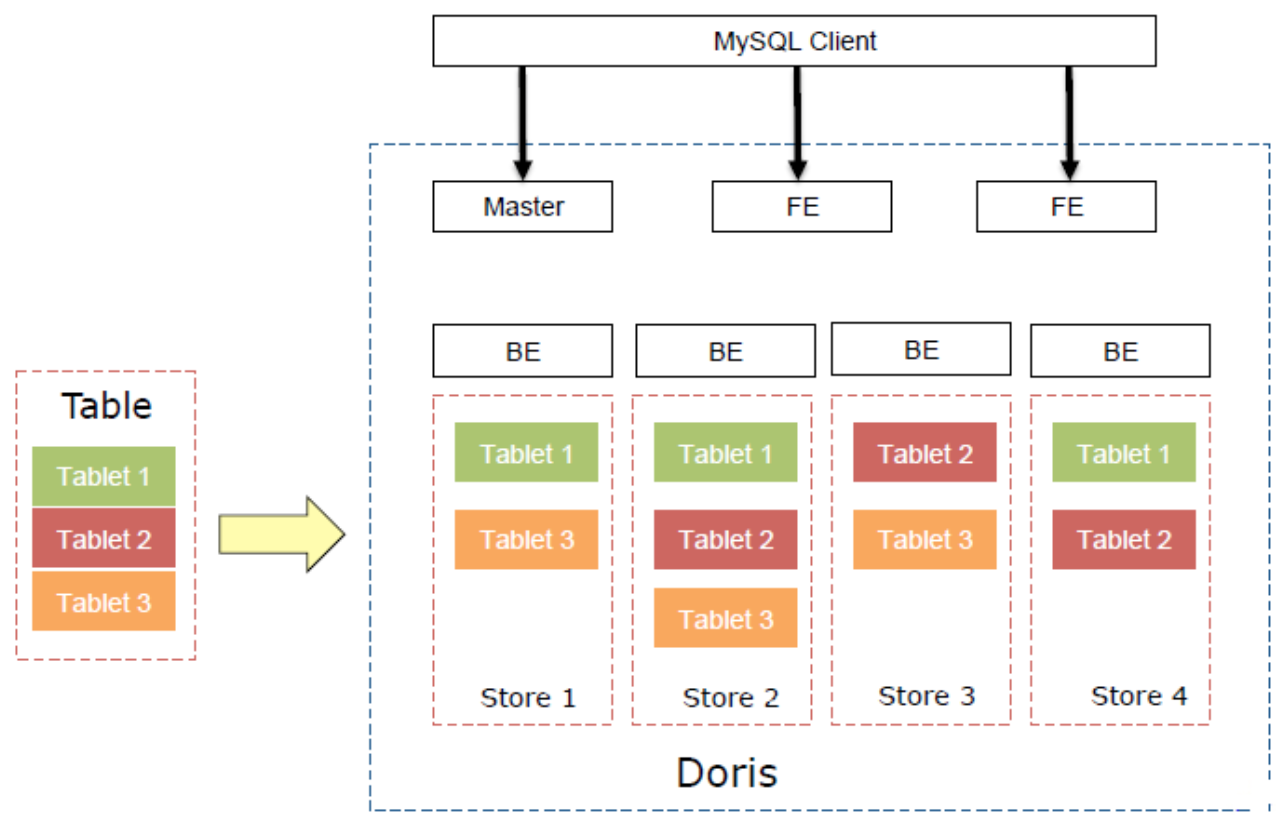 MySQL Client
Master
FE
FE
BE
BE
BE
BE
Table
Tablet 1
Tablet 2
Tablet 3
Tablet 1
Tablet 3
Store 1
Tablet 1
Tablet 2
Tablet 3
Store 2
Tablet 2
Tablet 3
Store 3
Tablet 1
Tablet 2
Store 4
Doris